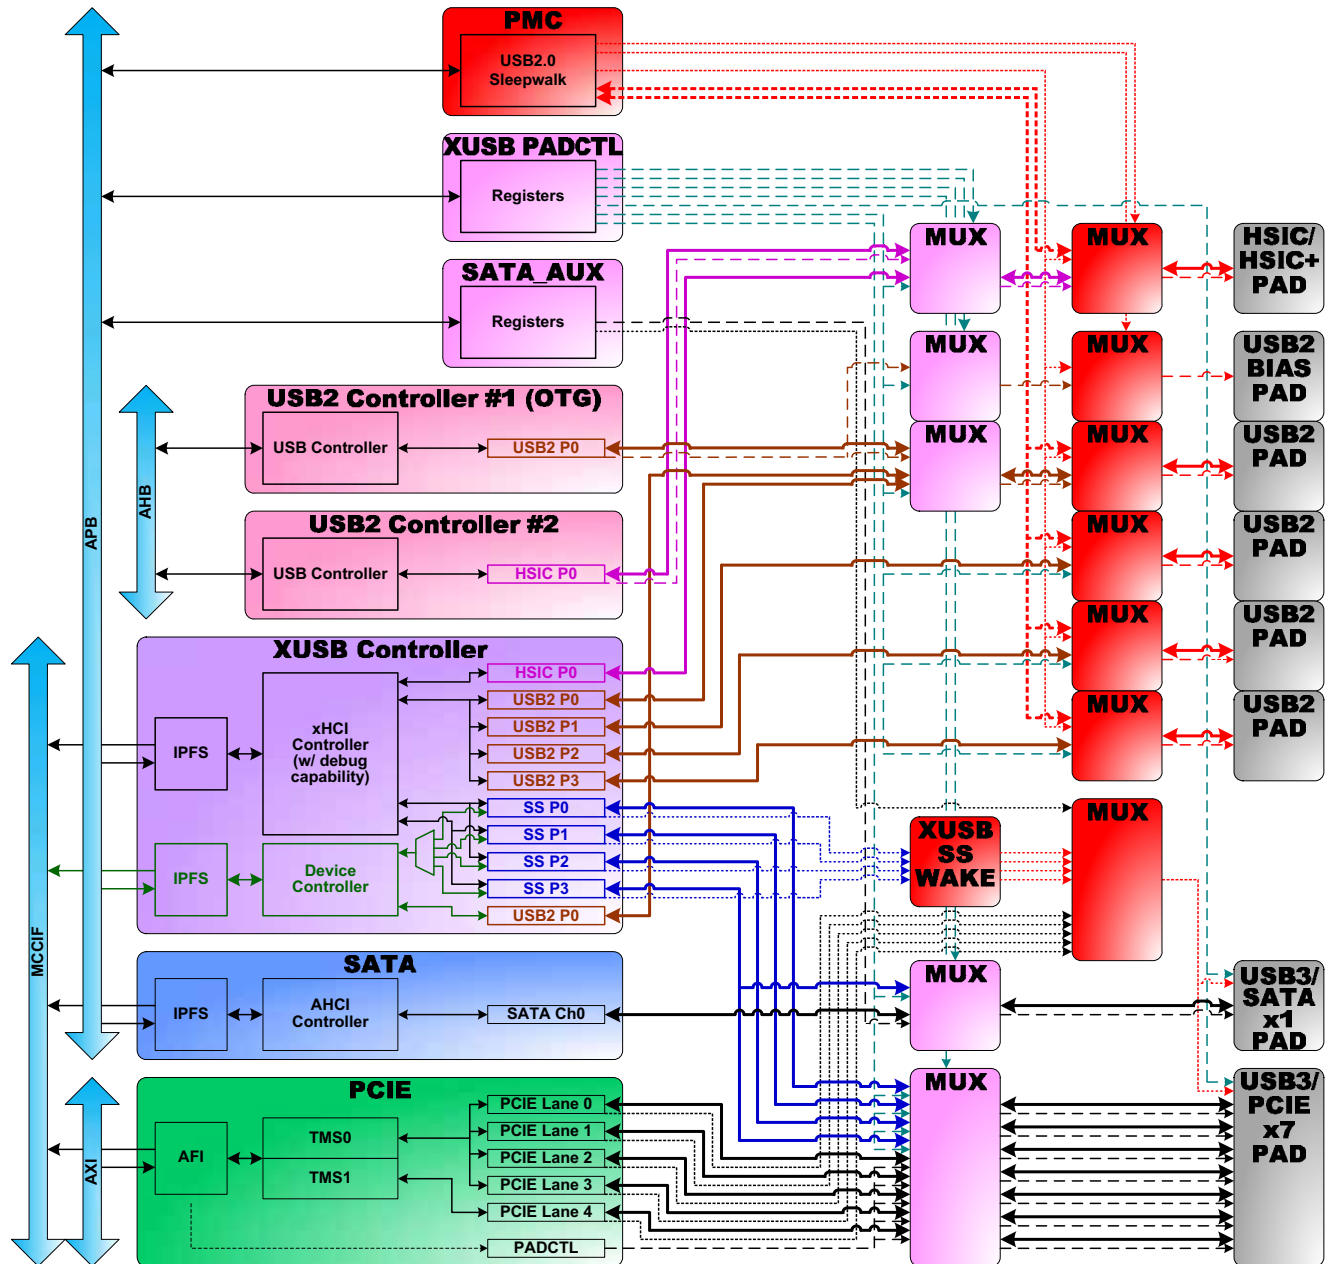 PMC
USB2.0
Sleepwalk
XUSB PADCTL
Registers
SATA_AUX
Registers
USB2 Controller #1 (OTG)
USB Controller
USB2 P0
USB2 Controller #2
USB Controller
HSIC P0
XUSB Controller
IPFS
xHCI
Controller
(w/ debug
capability)
HSIC P0
USB2 P0
USB2 P1
USB2 P2
USB2 P3
SS P0
SS P1
SS P2
SS P3
USB2 P0
IPFS
Device
Controller
SATA
IPFS
AHCI
Controller
SATA Ch0
PCIE
AFI
TMS0
TMS1
PCIE Lane 0
PCIE Lane 1
PCIE Lane 2
PCIE Lane 3
PCIE Lane 4
PADCTL
APB
AHB
MCCIF
AXI
MUX
MUX
MUX
XUSB
SS
WAKE
MUX
MUX
MUX
MUX
MUX
MUX
MUX
MUX
MUX
HSIC/
HSIC+
PAD
USB2
BIAS
PAD
USB2
PAD
USB2
PAD
USB2
PAD
USB2
PAD
USB3/
SATA
x1
PAD
USB3/
PCIE
x7
PAD